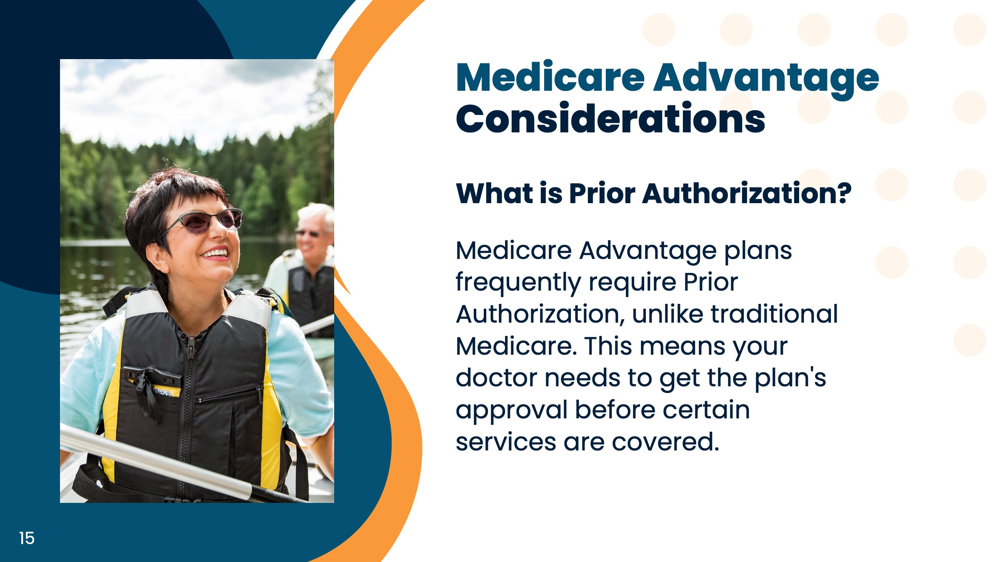 Medicare Advantage
Considerations
What is Prior Authorization?
Medicare Advantage plans
frequently require Prior
Authorization, unlike traditional
Medicare. This means your
doctor needs to get the plan's
approval before certain
services are covered.
15